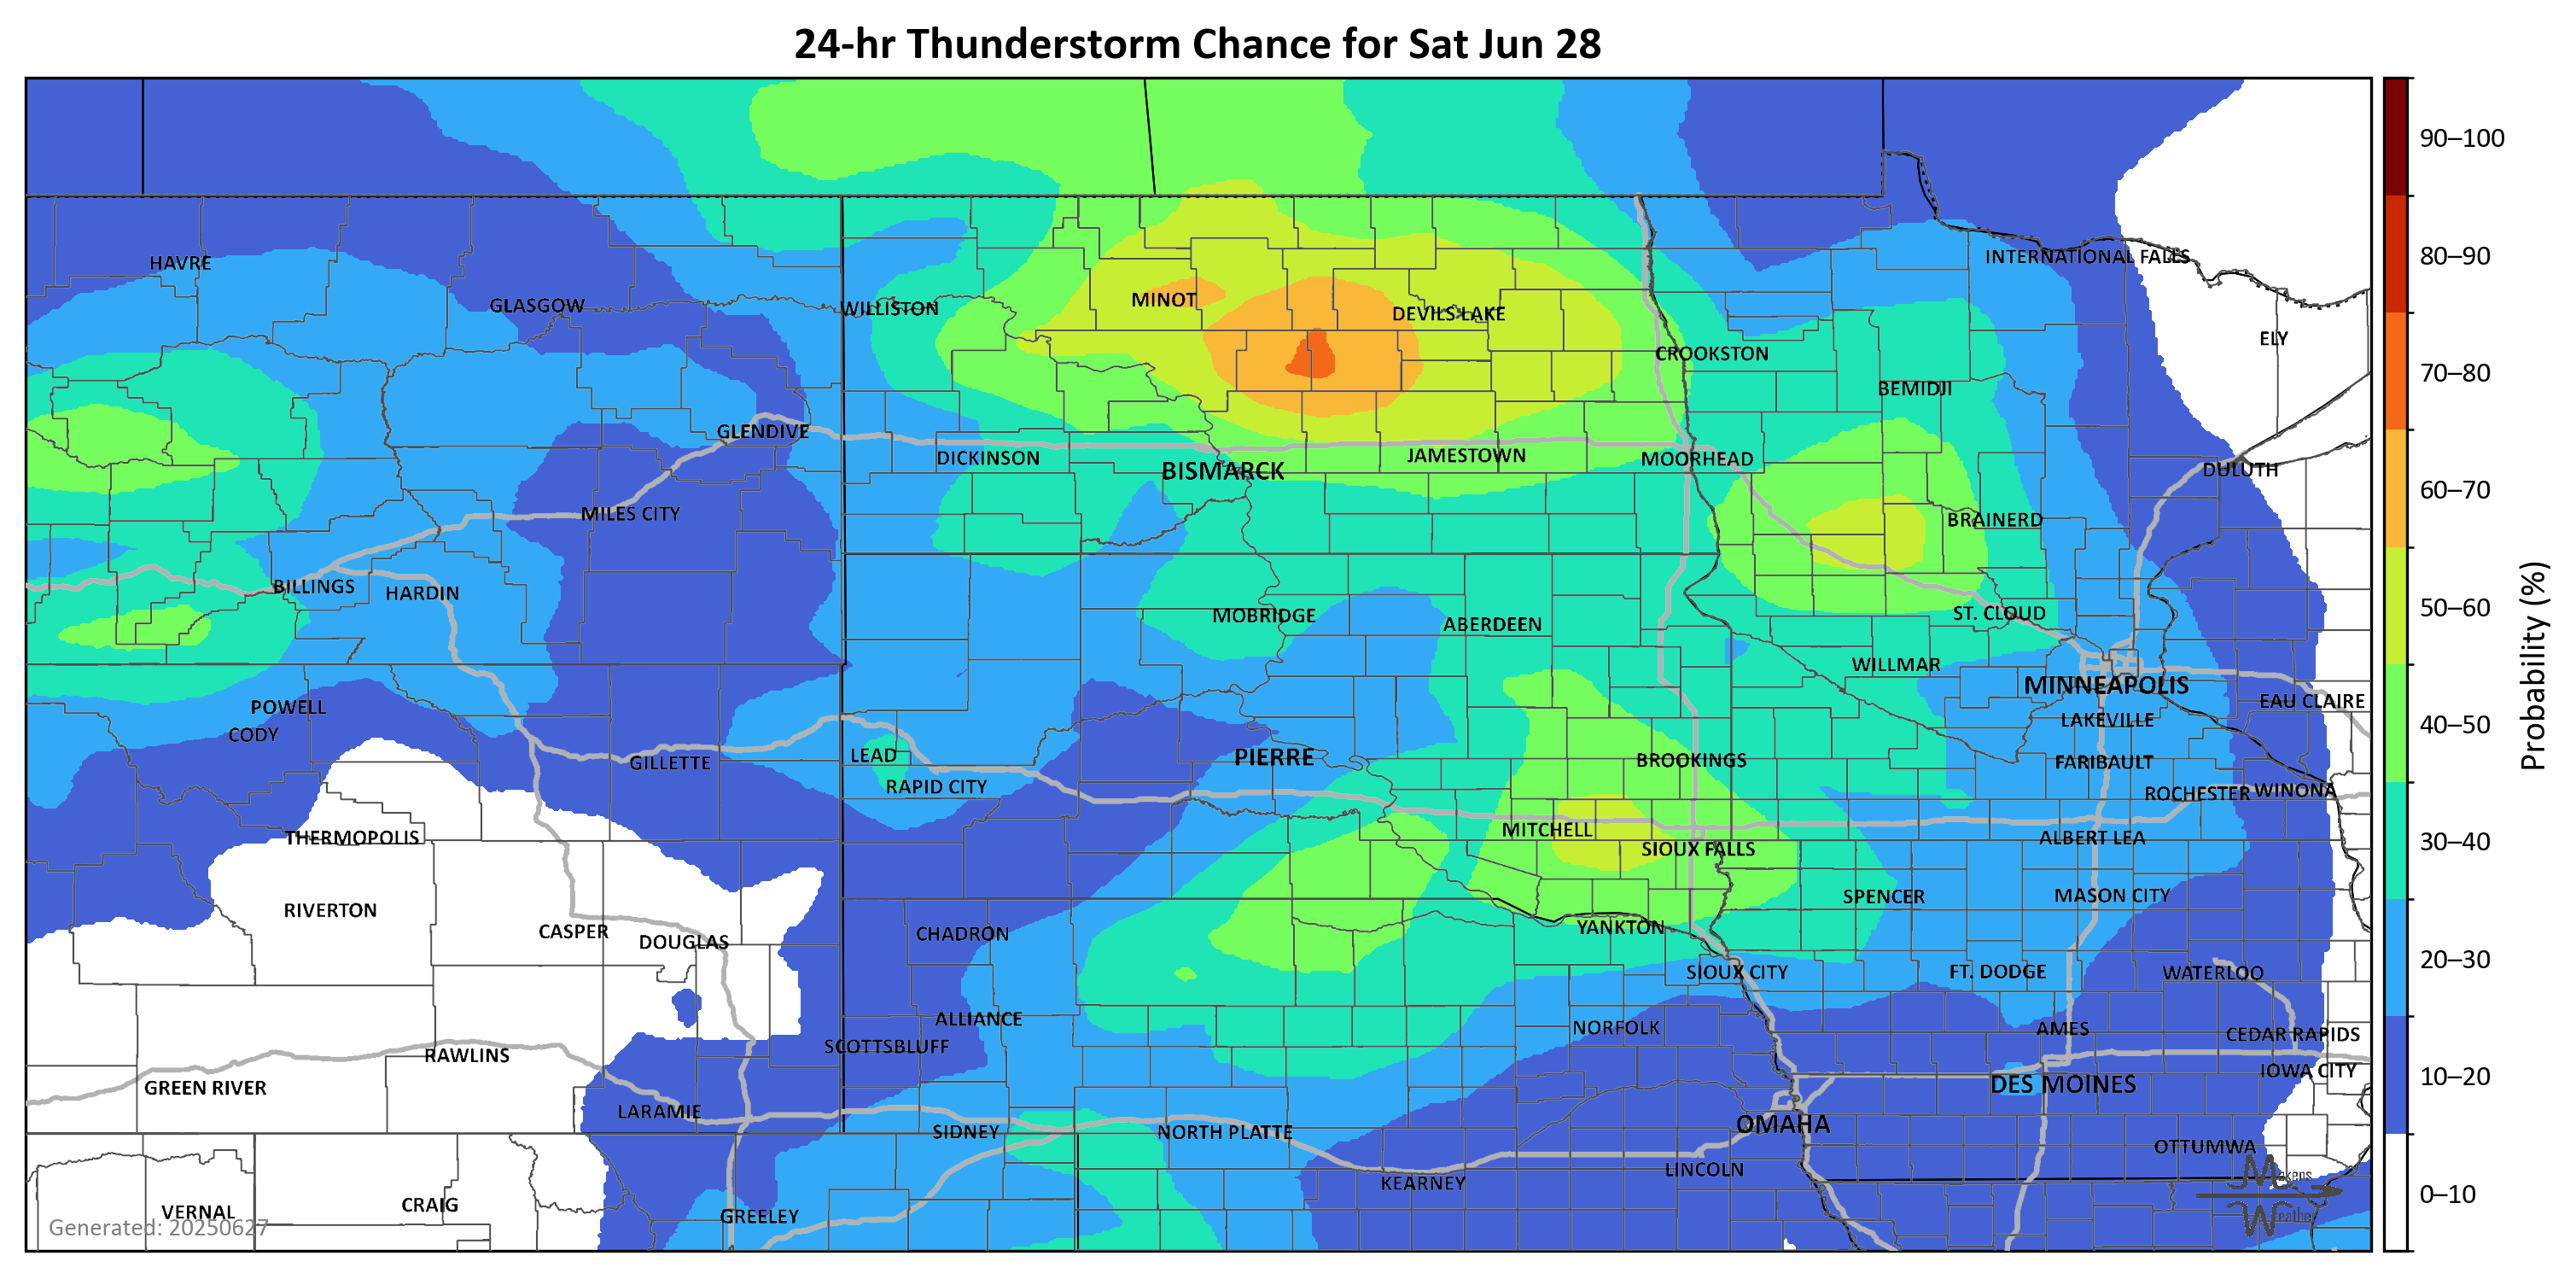 24-hr Thunderstorm Chance for Sat Jun 28
90–100
80–90
70–80
60–70
50–60
40–50
30–40
20–30
10–20
0–10
Probability (%)
HAVRE
GLASGOW
WILLISTON
MINOT
DEVILS LAKE
INTERNATIONAL FALLS
ELY
CROOKSTON
BEMIDJI
GLENDIVE
DICKINSON
BISMARCK
JAMESTOWN
MOORHEAD
DULUTH
MILES CITY
BRAINERD
BILLINGS
HARDIN
MOBRIDGE
ABERDEEN
ST. CLOUD
WILLMAR
MINNEAPOLIS
EAU CLAIRE
POWELL
CODY
LAKEVILLE
GILLETTE
LEAD
RAPID CITY
PIERRE
BROOKINGS
FARIBAULT
ROCHESTER
WINONA
THERMOPOLIS
MITCHELL
SIOUX FALLS
ALBERT LEA
RIVERTON
CASPER
DOUGLAS
CHADRON
YANKTON
SPENCER
MASON CITY
SIOUX CITY
FT. DODGE
WATERLOO
ALLIANCE
SCOTTSBLUFF
NORFOLK
AMES
CEDAR RAPIDS
RAWLINS
GREEN RIVER
DES MOINES
IOWA CITY
LARAMIE
SIDNEY
NORTH PLATTE
OMAHA
OTTUMWA
LINCOLN
KEARNEY
VERNAL
CRAIG
GREELEY
Makens
Weather
Generated: 20250627